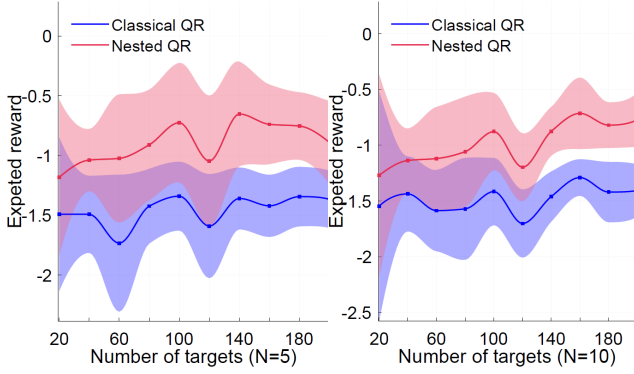 Classical QR
Nested QR
0
-0.5
-1
-1.5
-2
Expeted reward
20
60
100
140
180
Number of targets (N=5)
Classical QR
Nested QR
0
-0.5
-1
-1.5
-2
-2.5
Expeted reward
20
60
100
140
180
Number of targets (N=10)